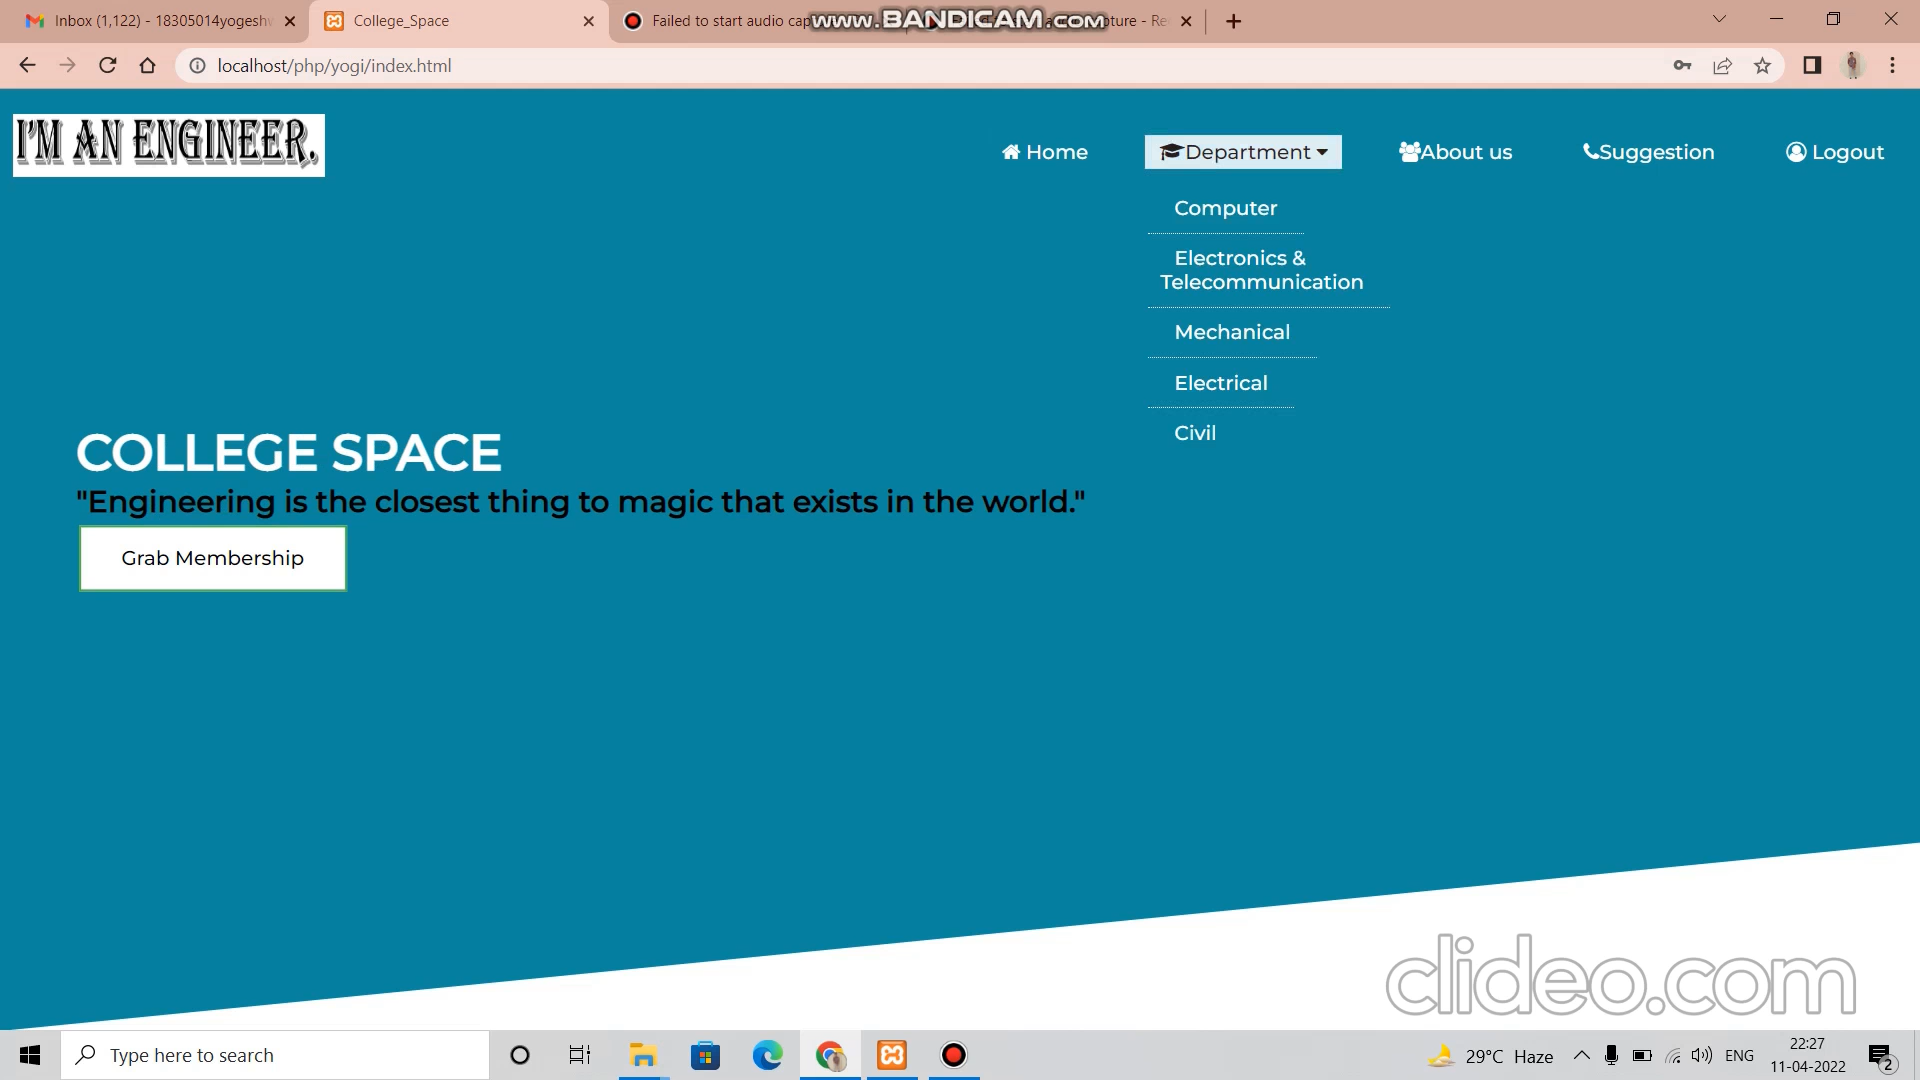 Inbox (1,122) - 18305014yogeshw
College_Space
Failed to start audio cap
www.BANDICAM.com
pture - Re
localhost/php/yogi/index.html
I'M AN ENGINEER.
Home
Department
About us
Suggestion
Logout
Computer
Electronics &
Telecommunication
Mechanical
Electrical
Civil
COLLEGE SPACE
"Engineering is the closest thing to magic that exists in the world."
Grab Membership
clideo.com
Type here to search
29°C Haze
ENG
22:27
11-04-2022
2